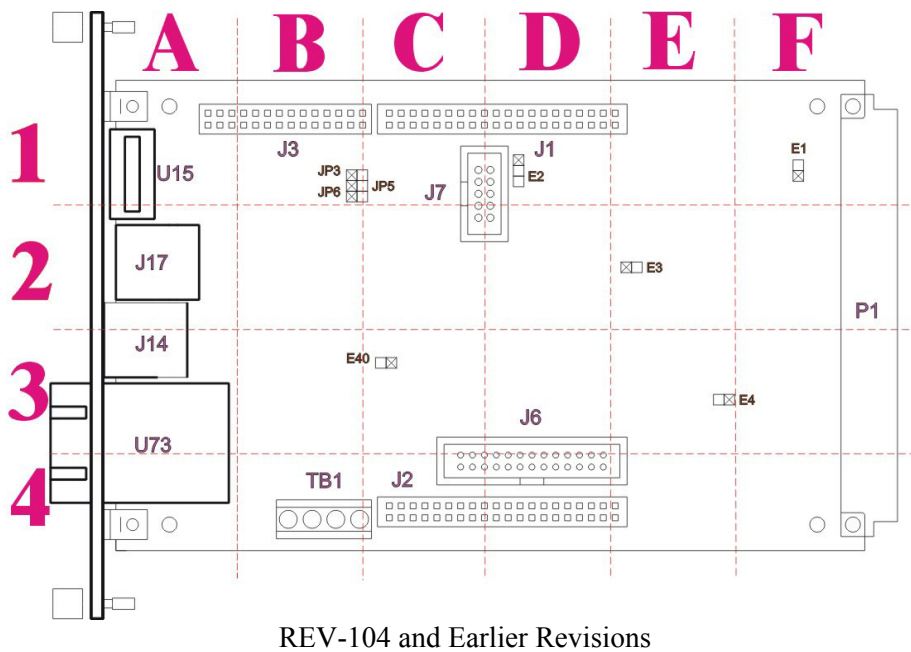 A B C D E F
1
J3
J1
E1
U15
JP3
JP5
JP6
J7
E2
2
J17
E3
P1
J14
E40
3
E4
J6
U73
4
TB1
J2
REV-104 and Earlier Revisions